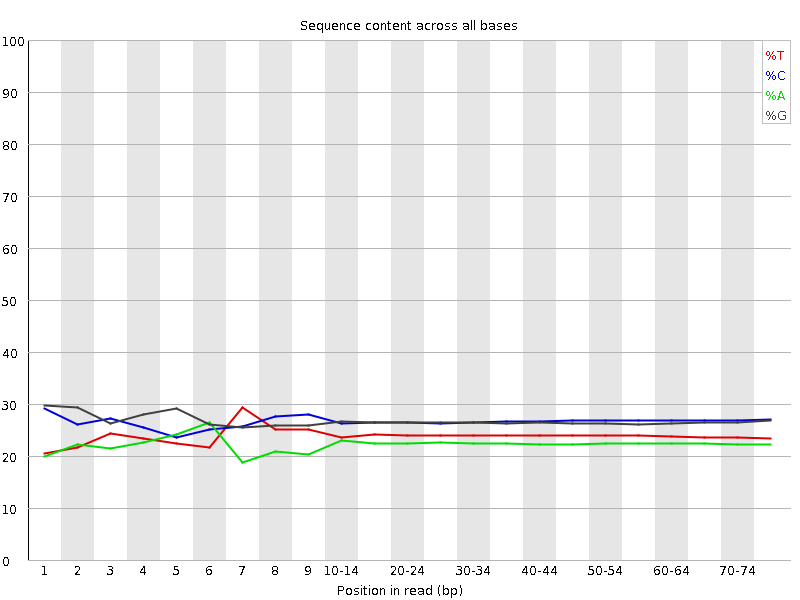 Sequence content across all bases
100
90
80
70
60
50
40
30
20
10
0
%T
%C
%A
%G
1 2 3 4 5 6 7 8 9 10-14 20-24 30-34 40-44 50-54 60-64 70-74
Position in read (bp)